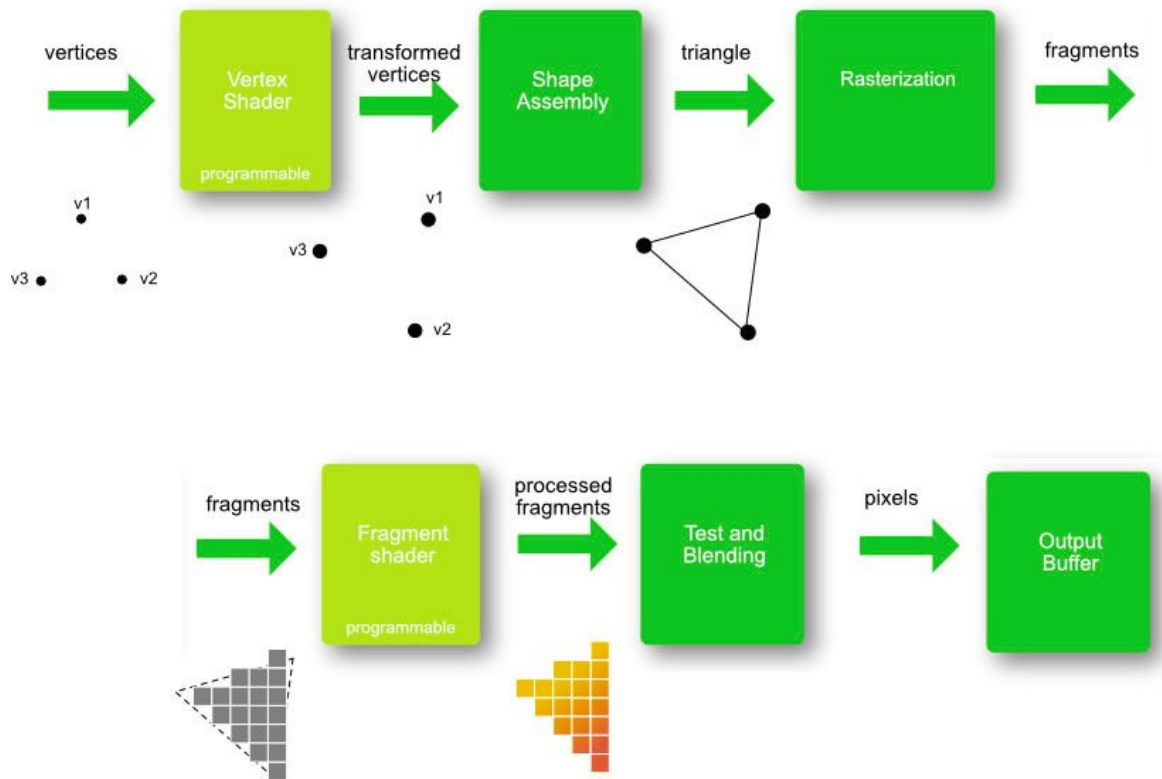 vertices
Vertex
Shader
programmable
transformed
vertices
Shape
Assembly
triangle
Rasterization
fragments
v1
v3
v2
v1
v3
v2
fragments
Fragment
shader
programmable
processed
fragments
Test and
Blending
pixels
Output
Buffer